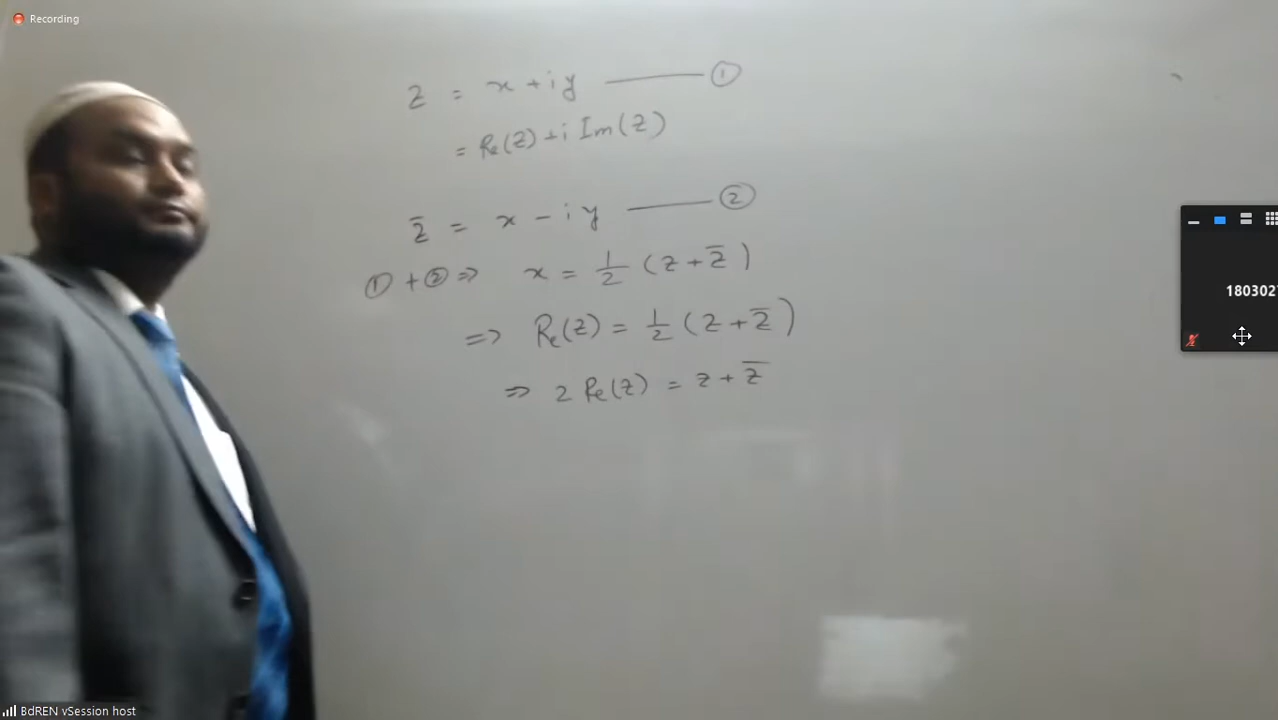 Recording
z = x + iy ——— ①
= Re(z) + i Im(z)
z̄ = x - iy ——— ②
① + ② ⇒ x = 1/2 (z + z̄)
⇒ Re(z) = 1/2 (z + z̄)
⇒ 2 Re(z) = z + z̄
180302
BdREN vSession host